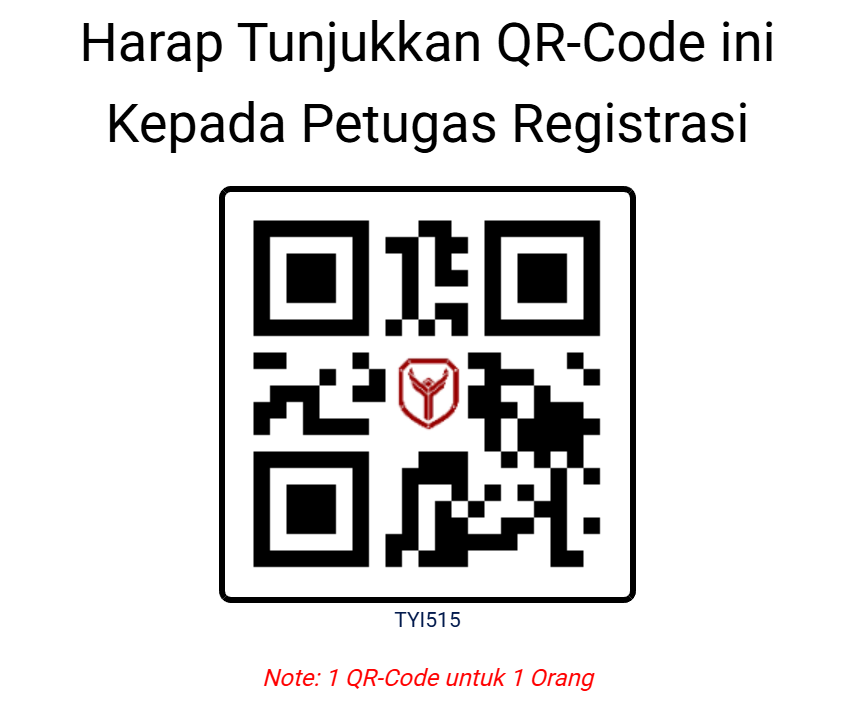 Harap Tunjukkan QR-Code ini
Kepada Petugas Registrasi
TYI515
Note: 1 QR-Code untuk 1 Orang